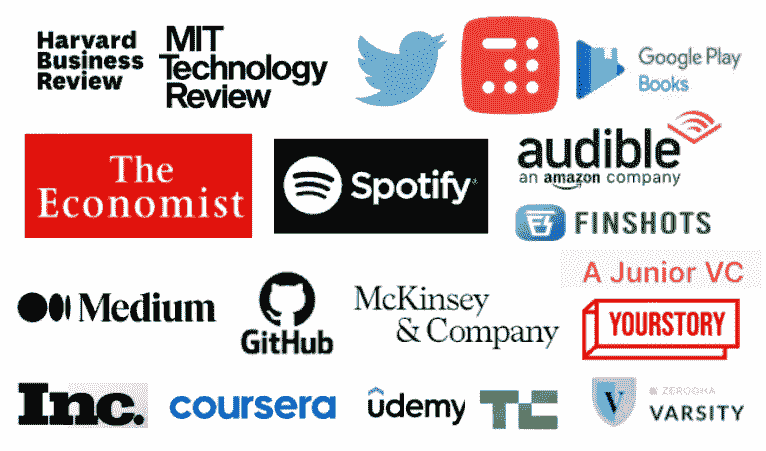 Harvard
Business
Review
MIT
Technology
Review
Google Play
Books
The
Economist
Spotify®
audible
an amazon company
FINSHOTS
A Junior VC
Medium
GitHub
McKinsey
& Company
YOURSTORY
Inc.
coursera
udemy
TC
V
ZERODHA
VARSITY